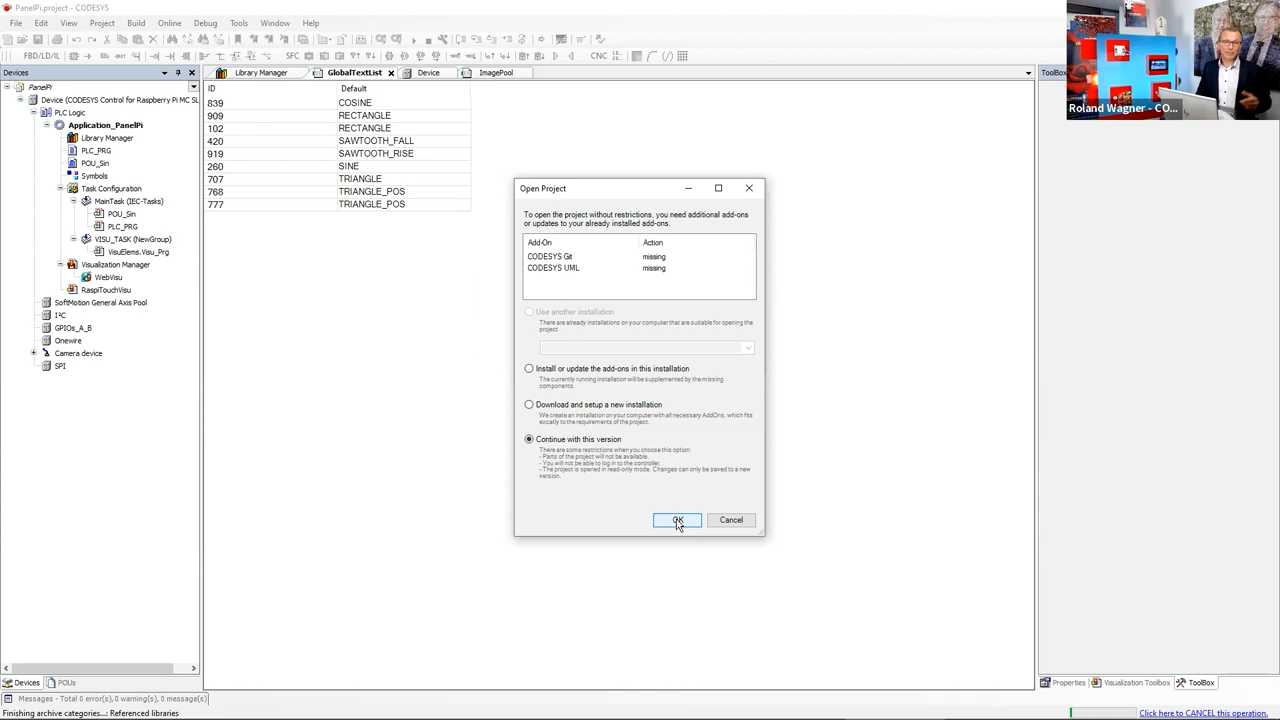 PanelPi.project - CODESYS
File Edit View Project Build Online Debug Tools Window Help
FBD/LD/IL SFC CNC
Devices
PanelPi
Device (CODESYS Control for Raspberry Pi MC SL
PLC Logic
Application_PanelPi
Library Manager
PLC_PRG
POU_Sin
Symbols
Task Configuration
MainTask (IEC-Tasks)
POU_Sin
PLC_PRG
VISU_TASK (NewGroup)
VisuElems.Visu_Prg
Visualization Manager
WebVisu
RaspiTouchVisu
SoftMotion General Axis Pool
I²C
GPIOs_A_B
Onewire
Camera device
SPI
Devices POUs
Library Manager GlobalTextList Device ImagePool
ID Default
839 COSINE
909 RECTANGLE
102 RECTANGLE
420 SAWTOOTH_FALL
919 SAWTOOTH_RISE
260 SINE
707 TRIANGLE
768 TRIANGLE_POS
777 TRIANGLE_POS
Open Project
To open the project without restrictions, you need additional add-ons
or updates to your already installed add-ons.
Add-On Action
CODESYS Git missing
CODESYS UML missing
Use another installation
There are already installations on your computer that are suitable for opening the
project
Install or update the add-ons in this installation
The currently running installation will be supplemented by the missing
components.
Download and setup a new installation
We create an installation on your computer with all necessary AddOns, which fits
excatly to the requirements of the project.
Continue with this version
There are some restrictions when you choose this option:
- Parts of the project will not be available.
- You will not be able to log in to the controller.
- The project is opened in read-only mode. Changes can only be saved to a new
version.
OK Cancel
ToolBox
Roland Wagner - CO...
Properties Visualization Toolbox ToolBox
Messages - Total 0 error(s), 0 warning(s), 0 message(s)
Finishing archive categories...: Referenced libraries
Click here to CANCEL this operation.